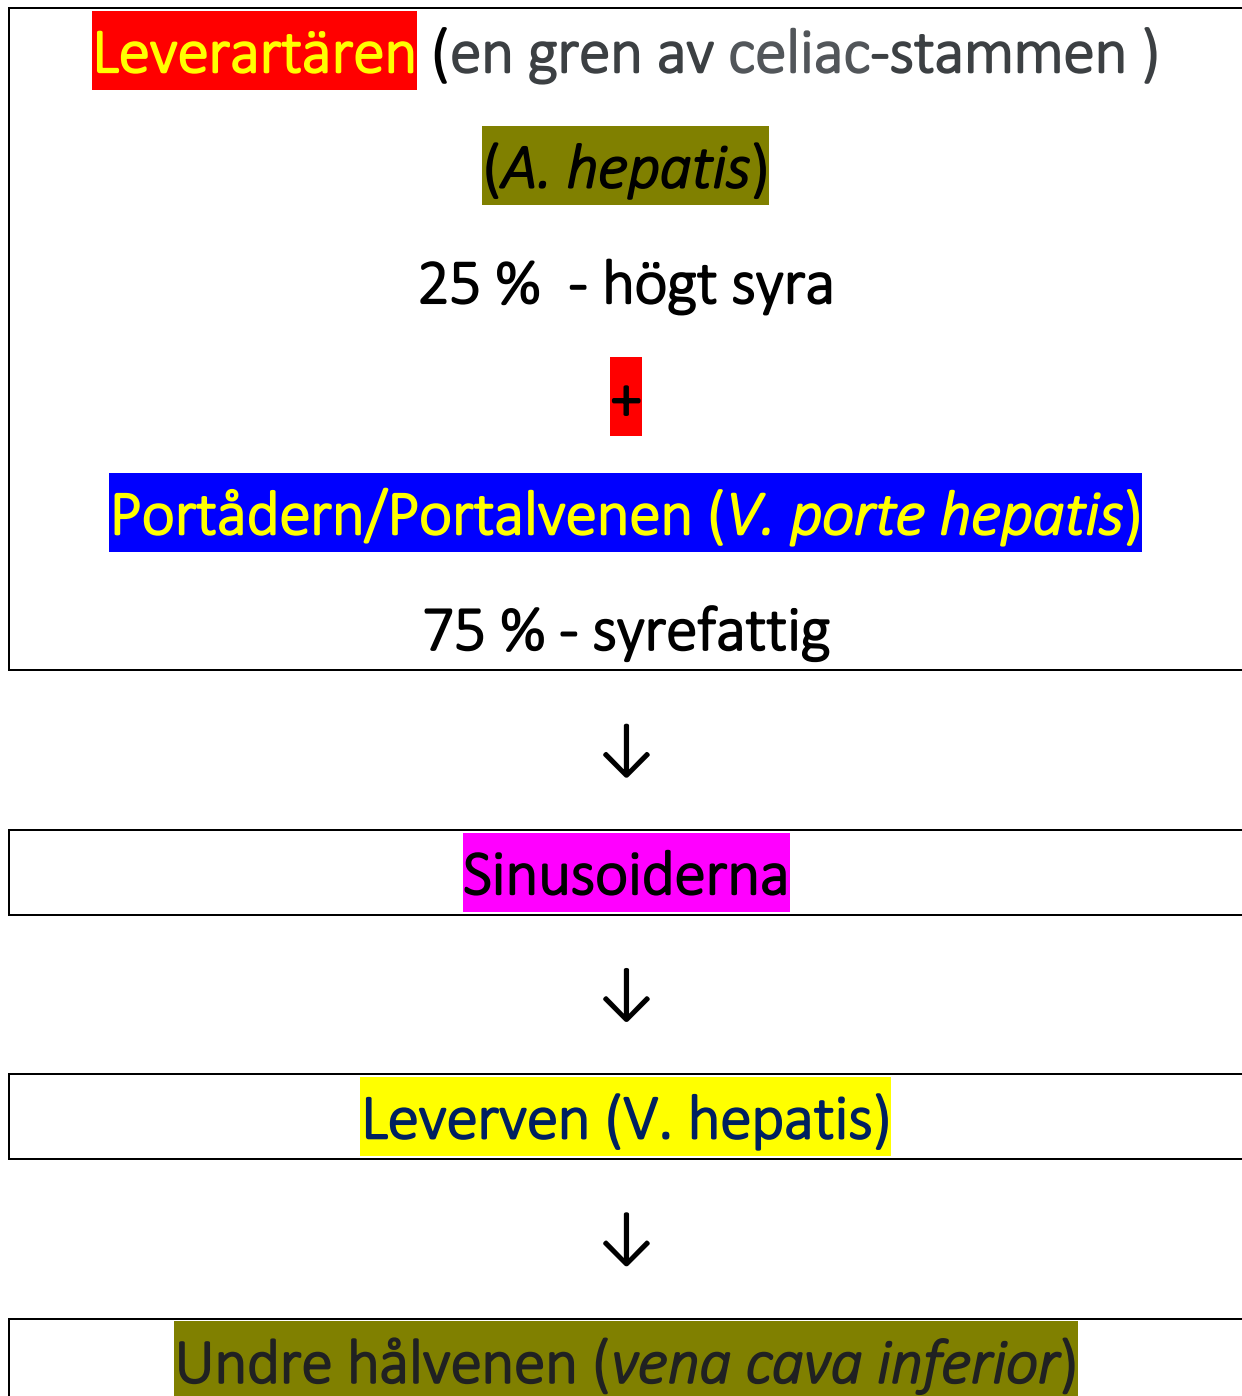 Leverartären (en gren av celiac-stammen )
(A. hepatis)
25 %  - högt syra
+
Portådern/Portalvenen (V. porte hepatis)
75 % - syrefattig
↓
Sinusoiderna
↓
Leverven (V. hepatis)
↓
Undre hålvenen (vena cava inferior)